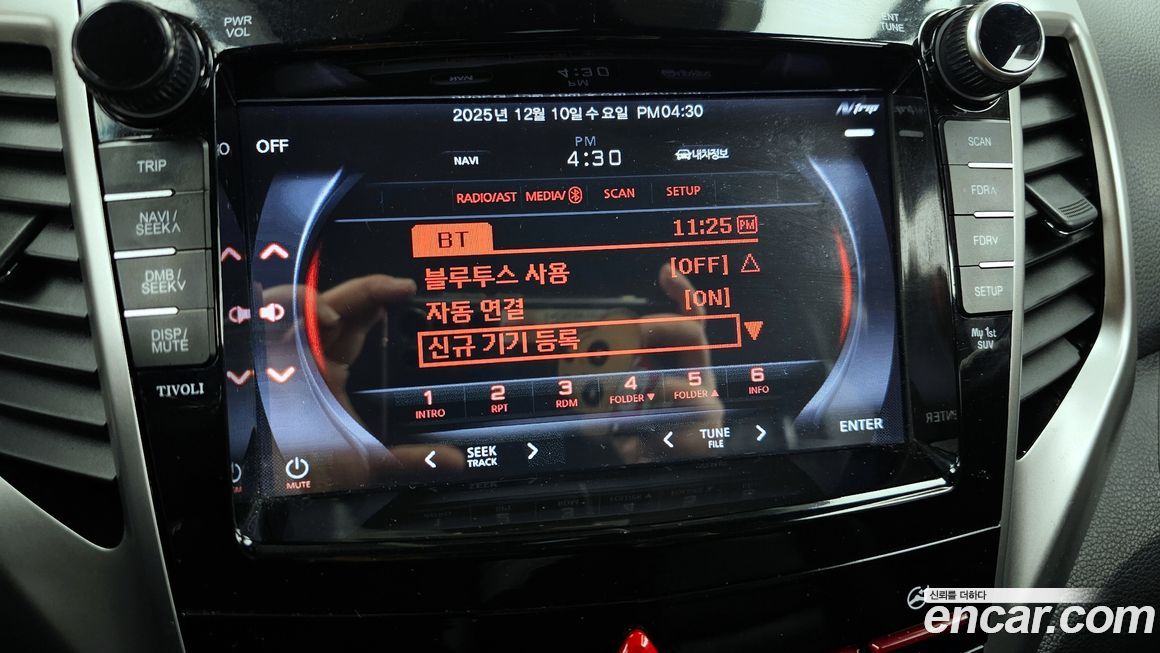 PWR
VOL
ENT
TUNE
2025년 12월 10일 수요일 PM04:30
AVtrip
OFF
NAVI
PM
4:30
내차정보
TRIP
NAVI/
SEEK∧
DMB/
SEEK∨
DISP/
MUTE
TIVOLI
RADIO/AST MEDIA/ SCAN SETUP
BT
11:25 PM
블루투스 사용 [OFF] △
자동 연결 [ON]
신규 기기 등록 ▼
1 2 3 4 5 6
INTRO RPT RDM FOLDER▼ FOLDER▲ INFO
< SEEK TRACK >
< TUNE FILE >
ENTER
MUTE
SCAN
FDR∧
FDR∨
SETUP
My 1st
SUV
신뢰를 더하다
encar.com